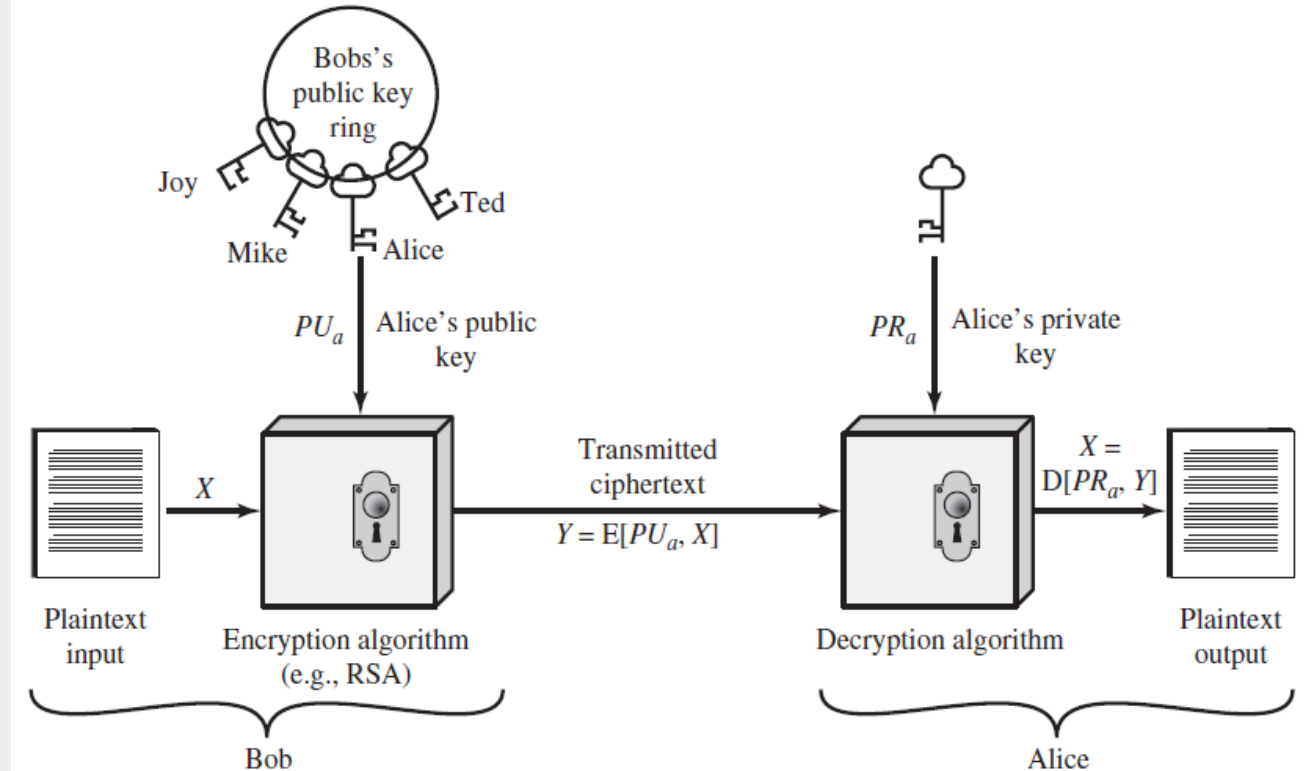 Bobs's
public key
ring
Joy
Ted
Mike
Alice
PUₐ
Alice's public
key
PRₐ
Alice's private
key
X
Transmitted
ciphertext
Y = E[PUₐ, X]
X =
D[PRₐ, Y]
Plaintext
input
Encryption algorithm
(e.g., RSA)
Decryption algorithm
Plaintext
output
Bob
Alice